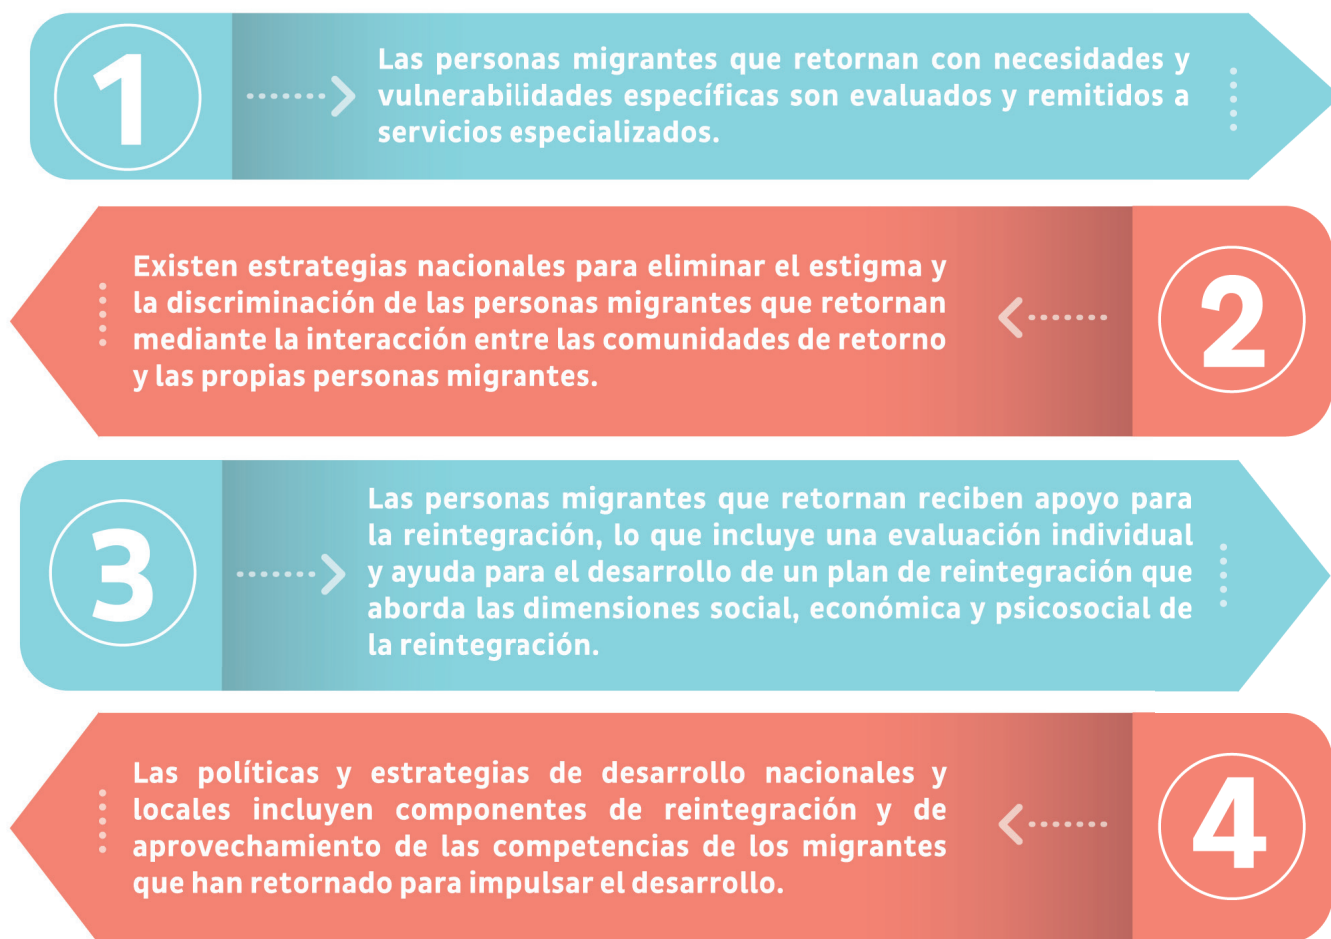 1
Las personas migrantes que retornan con necesidades y
vulnerabilidades específicas son evaluados y remitidos a
servicios especializados.
Existen estrategias nacionales para eliminar el estigma y
la discriminación de las personas migrantes que retornan
mediante la interacción entre las comunidades de retorno
y las propias personas migrantes.
2
3
Las personas migrantes que retornan reciben apoyo para
la reintegración, lo que incluye una evaluación individual
y ayuda para el desarrollo de un plan de reintegración que
aborda las dimensiones social, económica y psicosocial de
la reintegración.
Las políticas y estrategias de desarrollo nacionales y
locales incluyen componentes de reintegración y de
aprovechamiento de las competencias de los migrantes
que han retornado para impulsar el desarrollo.
4